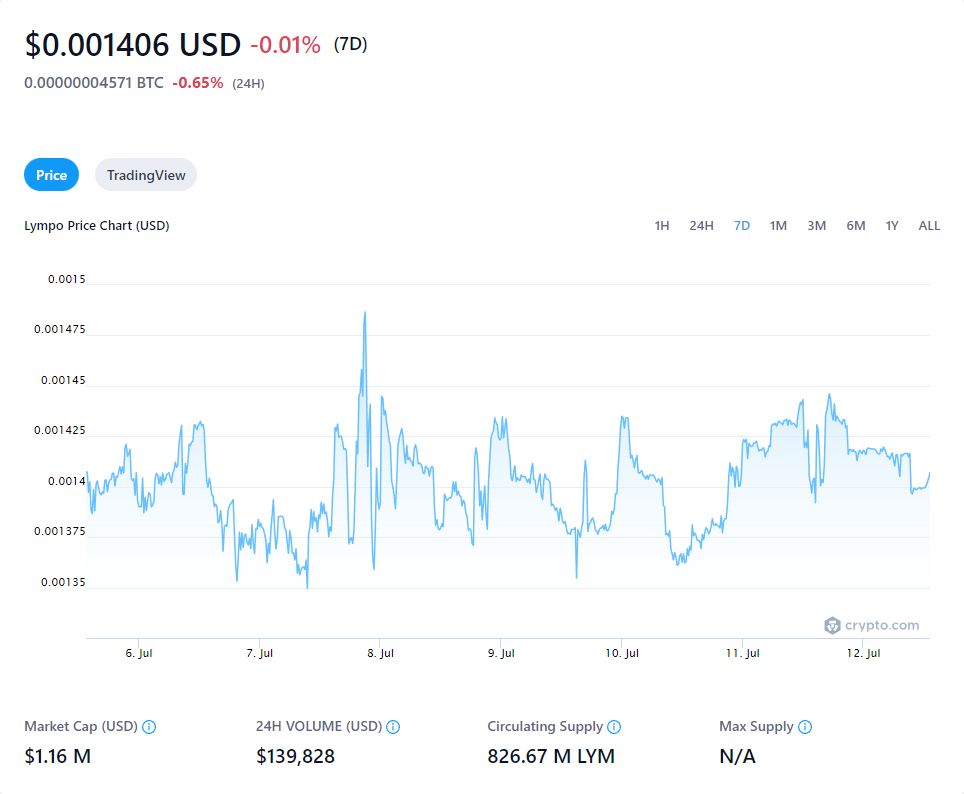 $0.001406 USD -0.01% (7D)
0.00000004571 BTC -0.65% (24H)
Price TradingView
Lympo Price Chart (USD) 1H 24H 7D 1M 3M 6M 1Y ALL
0.0015
0.001475
0.00145
0.001425
0.0014
0.001375
0.00135
crypto.com
6. Jul 7. Jul 8. Jul 9. Jul 10. Jul 11. Jul 12. Jul
Market Cap (USD) 24H VOLUME (USD) Circulating Supply Max Supply
$1.16 M $139,828 826.67 M LYM N/A